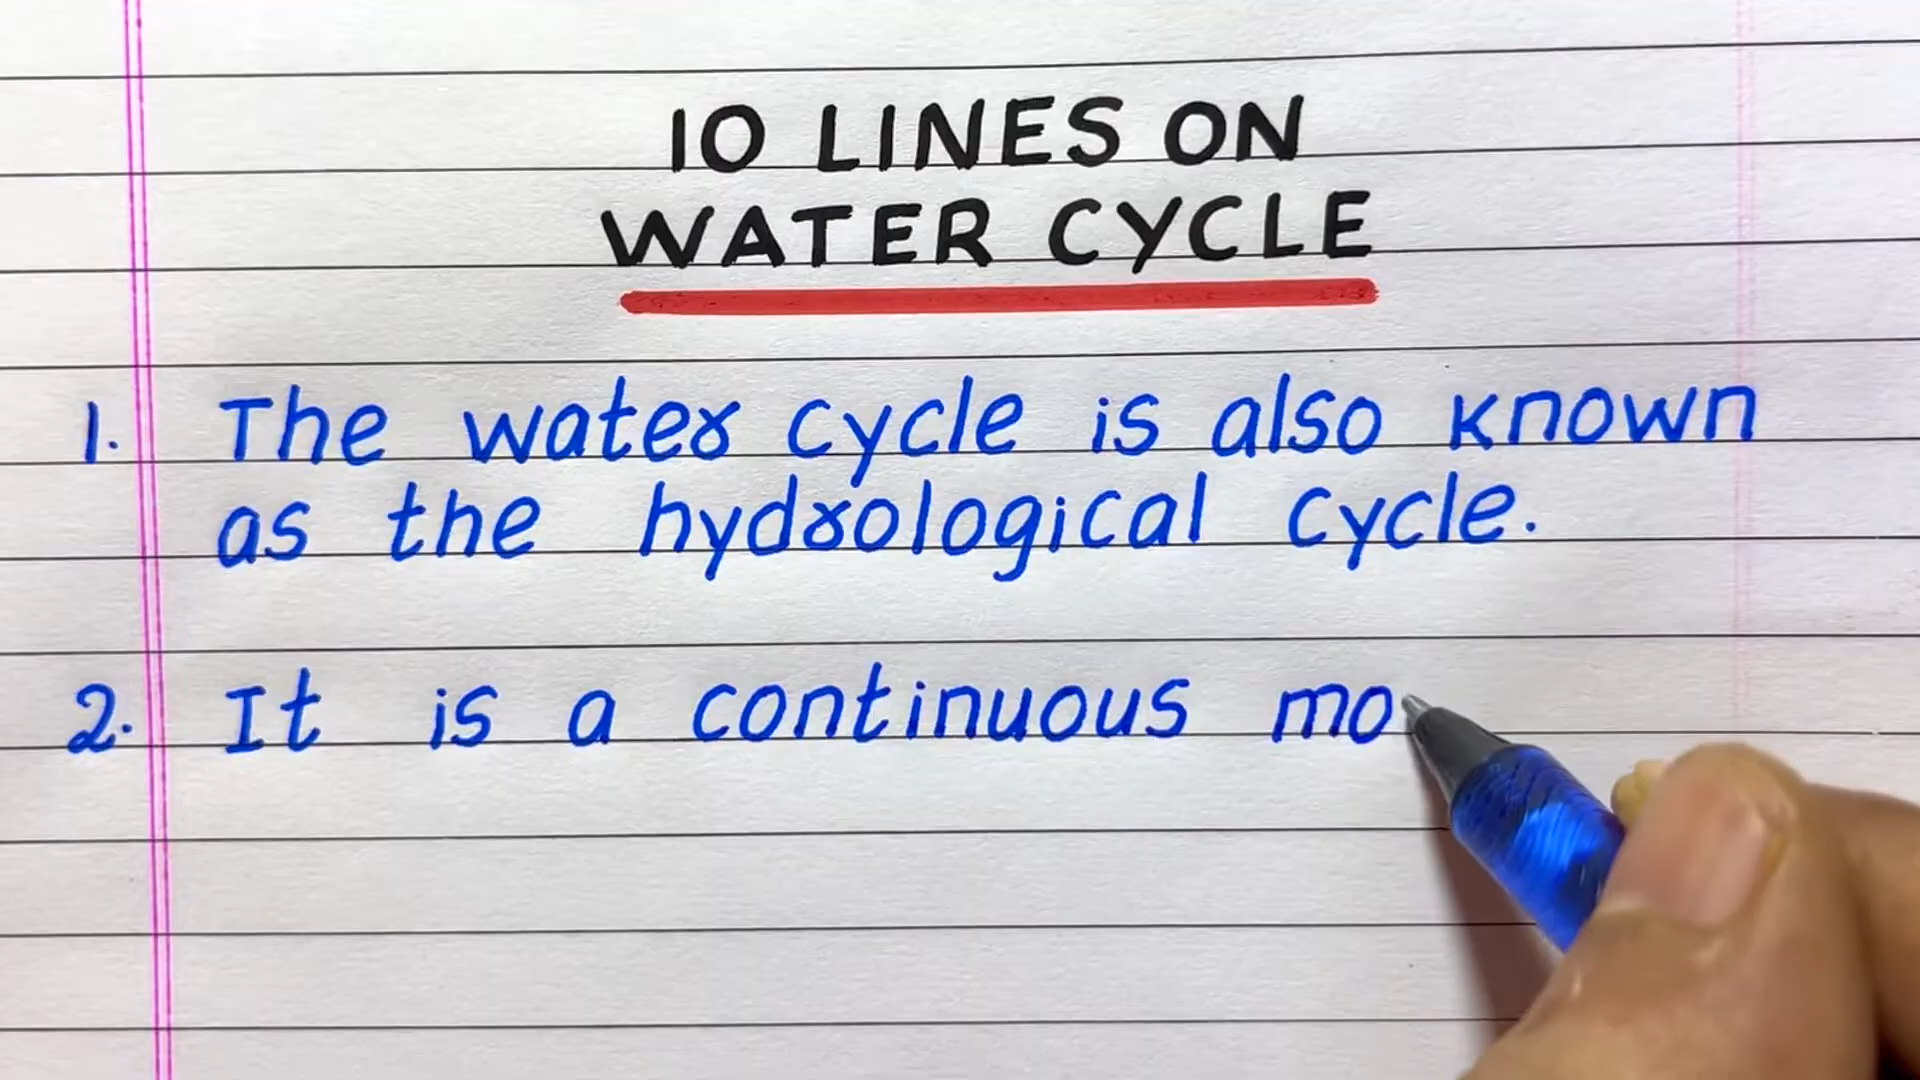 10 LINES ON
WATER CYCLE
1. The water cycle is also known
as the hydrological cycle.
2. It is a continuous mo